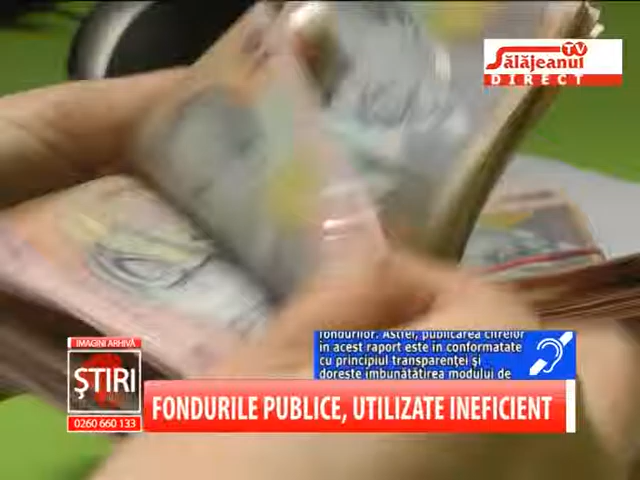 Sălăjeanul TV
DIRECT
fondurilor. Astfel, publicarea cifrelor
în acest raport este în conformatate
cu principiul transparenței și
dorește îmbunătățirea modului de
IMAGINI ARHIVĂ
ȘTIRI
0260 660 133
FONDURILE PUBLICE, UTILIZATE INEFICIENT